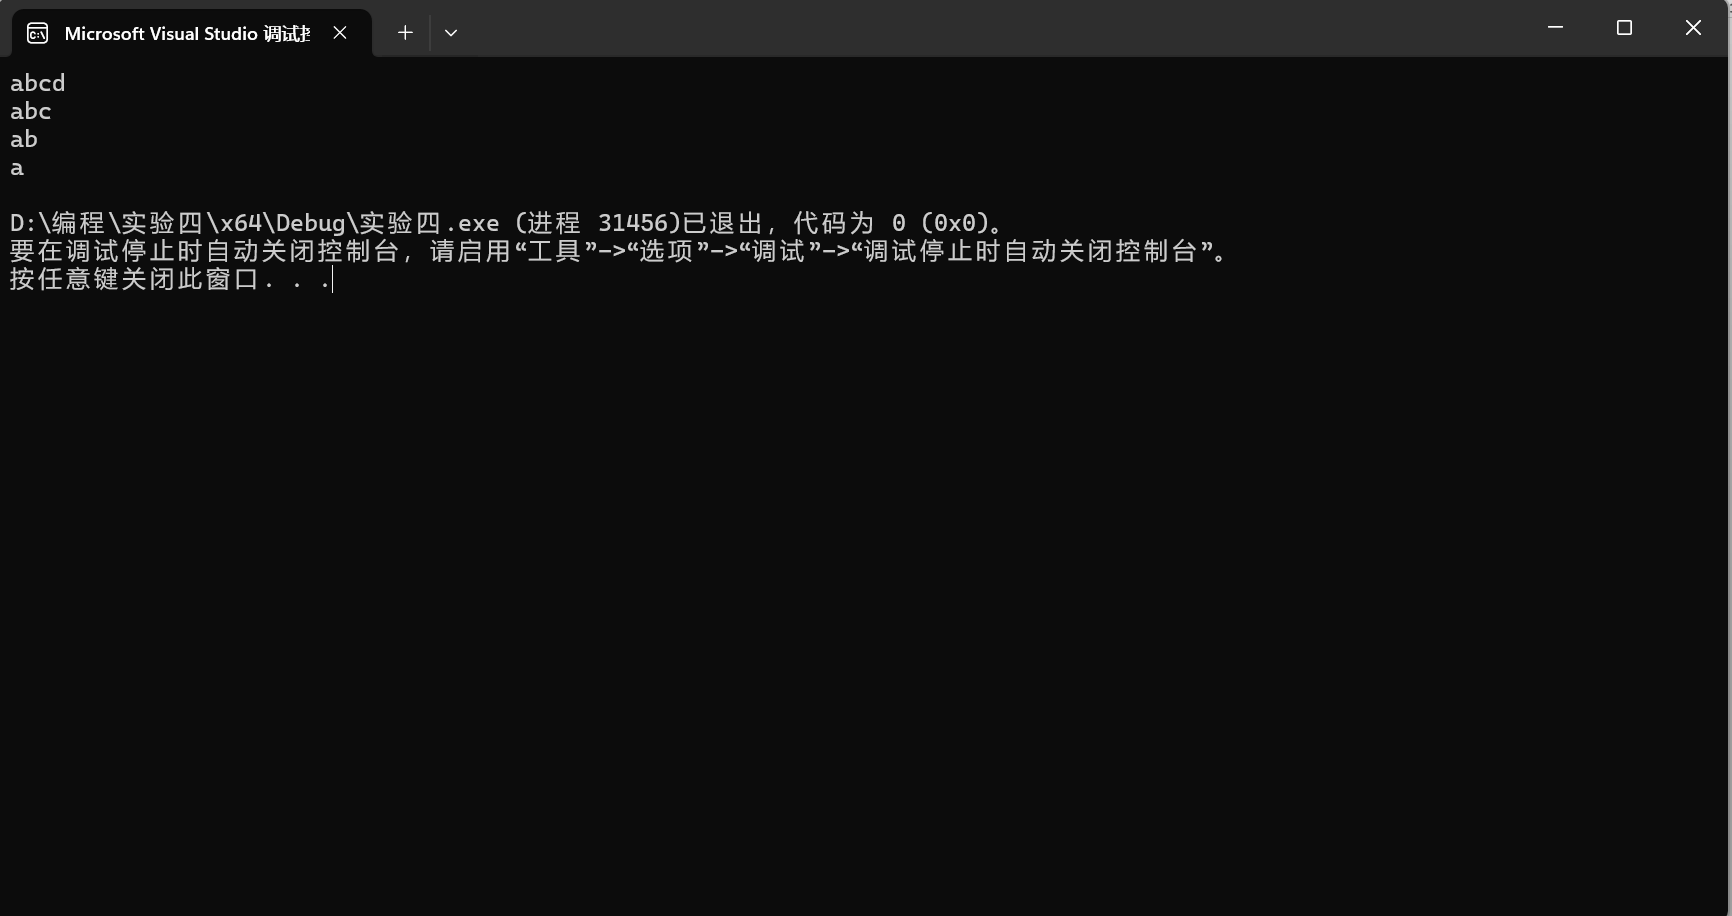 Microsoft Visual Studio 调试
abcd
abc
ab
a
D:\编程\实验四\x64\Debug\实验四.exe (进程 31456)已退出，代码为 0 (0x0)。
要在调试停止时自动关闭控制台，请启用“工具”->“选项”->“调试”->“调试停止时自动关闭控制台”。
按任意键关闭此窗口. . .